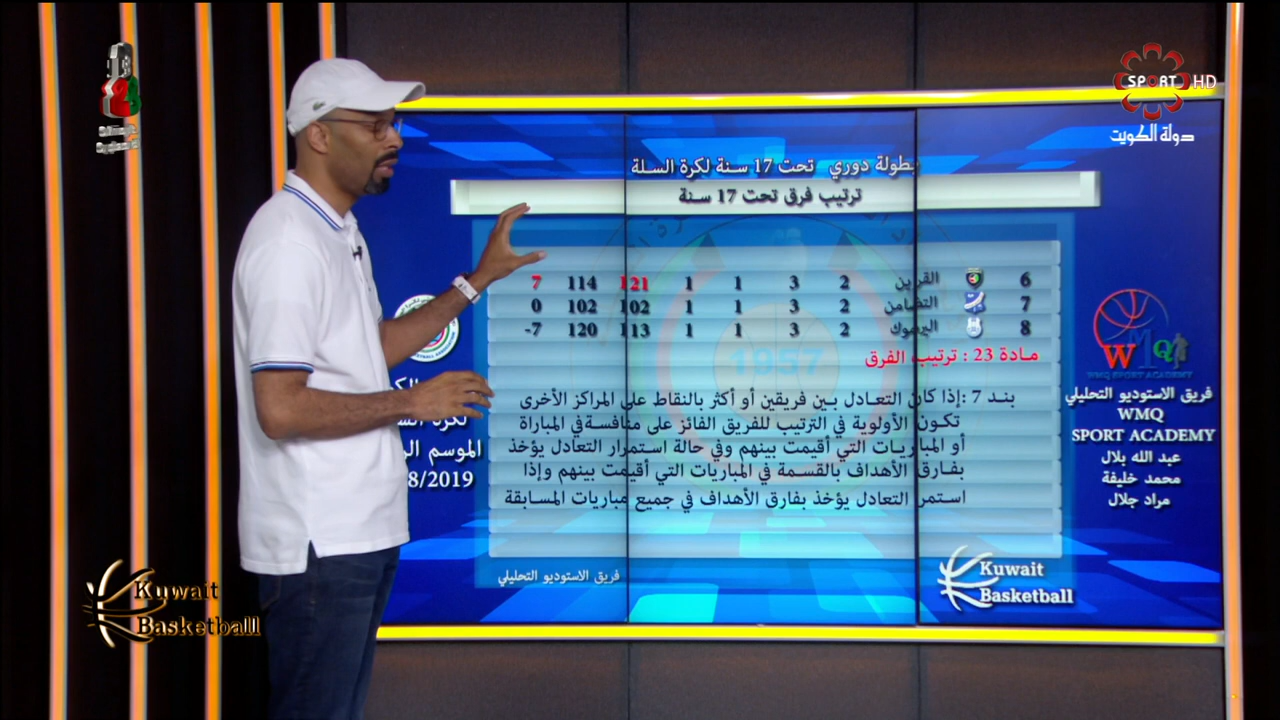 SPORT HD
دولة الكويت
بطولة دوري تحت 17 سنة لكرة السلة
ترتيب فرق تحت 17 سنة
6 القرين 2 3 1 1 121 114 7
7 التضامن 2 3 1 1 102 102 0
8 اليرموك 2 3 1 1 113 120 -7
مادة 23 : ترتيب الفرق
بند 7 :إذا كان التعادل بين فريقين أو أكثر بالنقاط على المراكز الأخرى
تكون الأولوية في الترتيب للفريق الفائز على منافسة في المباراة
أو المباريات التي أقيمت بينهم وفي حالة استمرار التعادل يؤخذ
بفارق الأهداف بالقسمة في المباريات التي أقيمت بينهم وإذا
استمر التعادل يؤخذ بفارق الأهداف في جميع مباريات المسابقة
1957
فريق الاستوديو التحليلي
Kuwait
Basketball
WMQ
WMQ SPORT ACADEMY
فريق الاستوديو التحليلي
WMQ
SPORT ACADEMY
عبد الله بلال
محمد خليفة
مراد جلال
الموسم
8/2019
Kuwait
Basketball